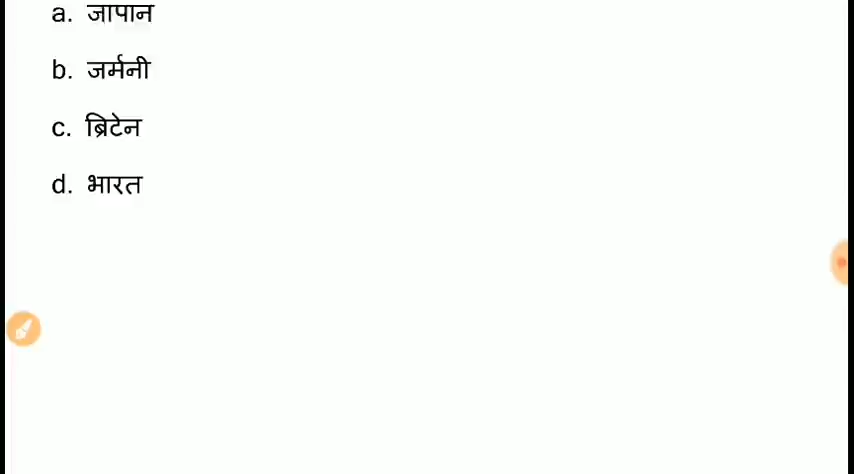 a. जापान
b. जर्मनी
c. ब्रिटेन
d. भारत